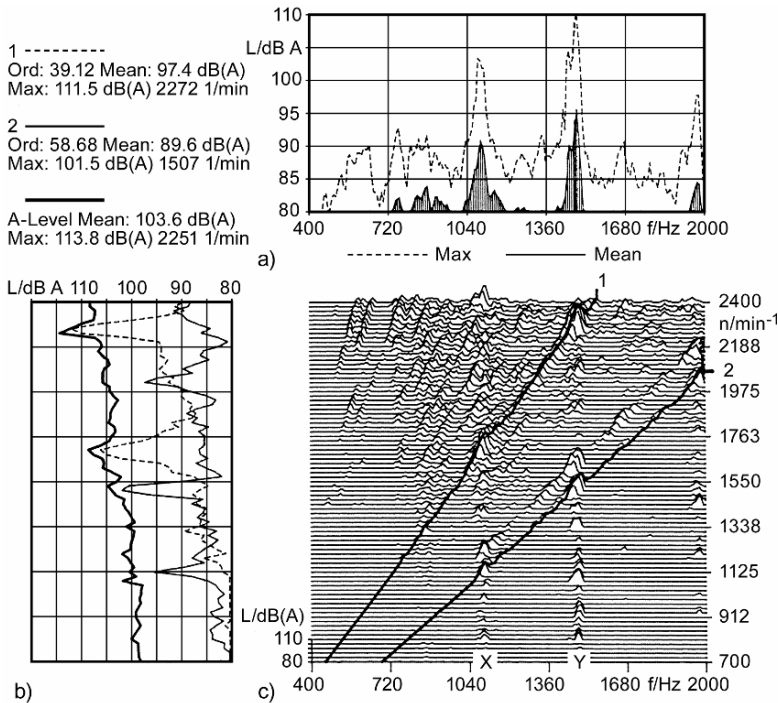 1
Ord: 39.12 Mean: 97.4 dB(A)
Max: 111.5 dB(A) 2272 1/min
2
Ord: 58.68 Mean: 89.6 dB(A)
Max: 101.5 dB(A) 1507 1/min
A-Level Mean: 103.6 dB(A)
Max: 113.8 dB(A) 2251 1/min
110
L/dB A
100
95
90
85
80
400 720 1040 1360 1680 f/Hz 2000
a)
Max Mean
L/dB A 110 100 90 80
b)
1
2400
n/min-1
2188
2
1975
1763
1550
1338
1125
912
700
L/dB(A)
110
80
X Y
400 720 1040 1360 1680 f/Hz 2000
c)